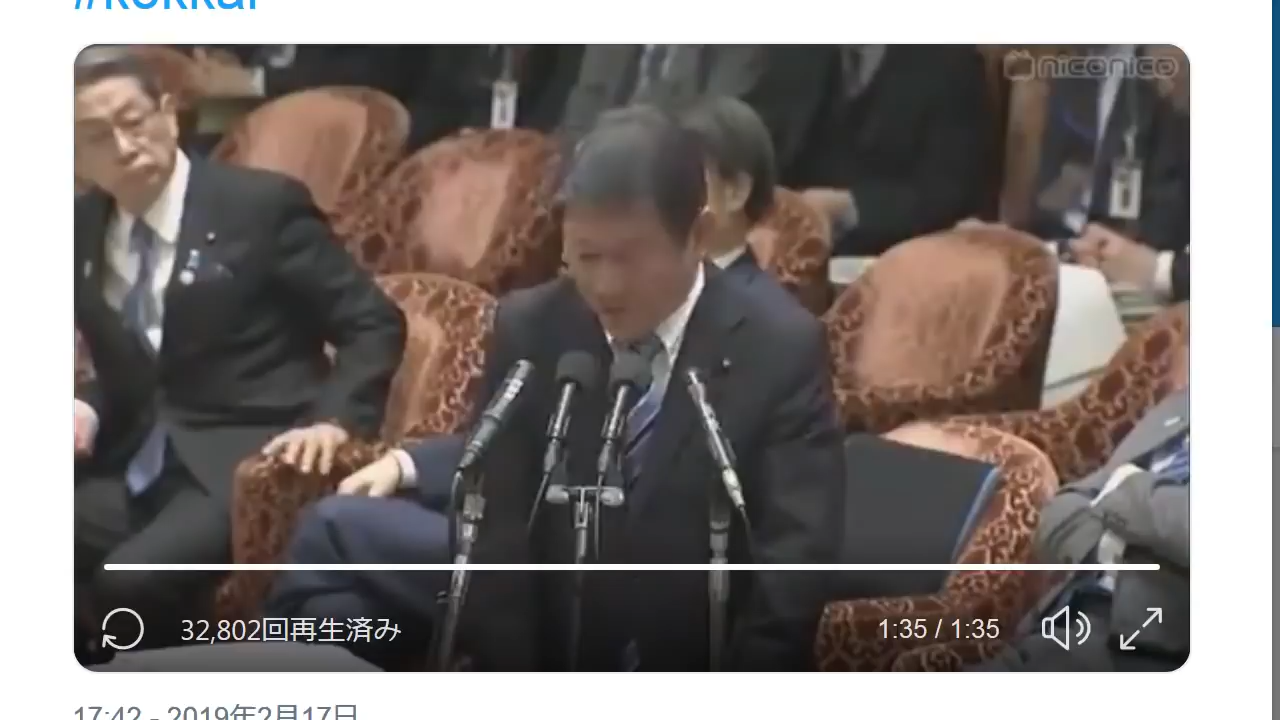 #kokkai
niconico
32,802回再生済み
1:35 / 1:35
17:42 - 2019年2月17日